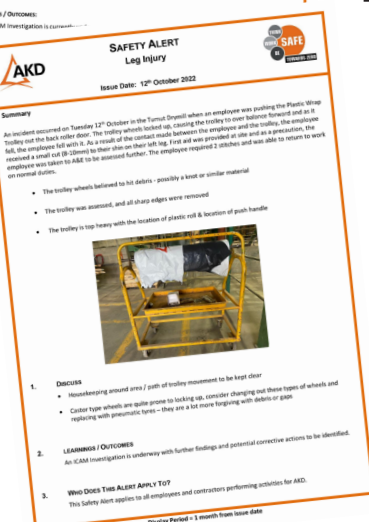 / OUTCOMES:
M Investigation is
AKD
SAFETY ALERT
Leg Injury
Issue Date: 12th October 2022
THINK
WORK
SAFE
BE
TOWARDS ZERO
Summary
An incident occurred on Tuesday 12th October in the Tumut Drymill when an employee was pushing the Plastic Wrap
Trolley out the back roller door. The trolley wheels locked up, causing the trolley to over balance forward and as it
fell, the employee fell with it. As a result of the contact made between the employee and the trolley, the employee
received a small cut (8-10mm) to their shin on their left leg. First aid was provided at site and as a precaution, the
employee was taken to A&E to be assessed further. The employee required 2 stitches and was able to return to work
on normal duties.
• The trolley wheels believed to hit debris - possibly a knot or similar material
• The trolley was assessed, and all sharp edges were removed
• The trolley is top heavy with the location of plastic roll & location of push handle
1. DISCUSS
• Housekeeping around area / path of trolley movement to be kept clear
• Castor type wheels are quite prone to locking up, consider changing out these types of wheels and
replacing with pneumatic tyres – they are a lot more forgiving with debris or gaps
2. LEARNINGS / OUTCOMES
An ICAM Investigation is underway with further findings and potential corrective actions to be identified.
3. WHO DOES THIS ALERT APPLY TO?
This Safety Alert applies to all employees and contractors performing activities for AKD.
Display Period = 1 month from issue date